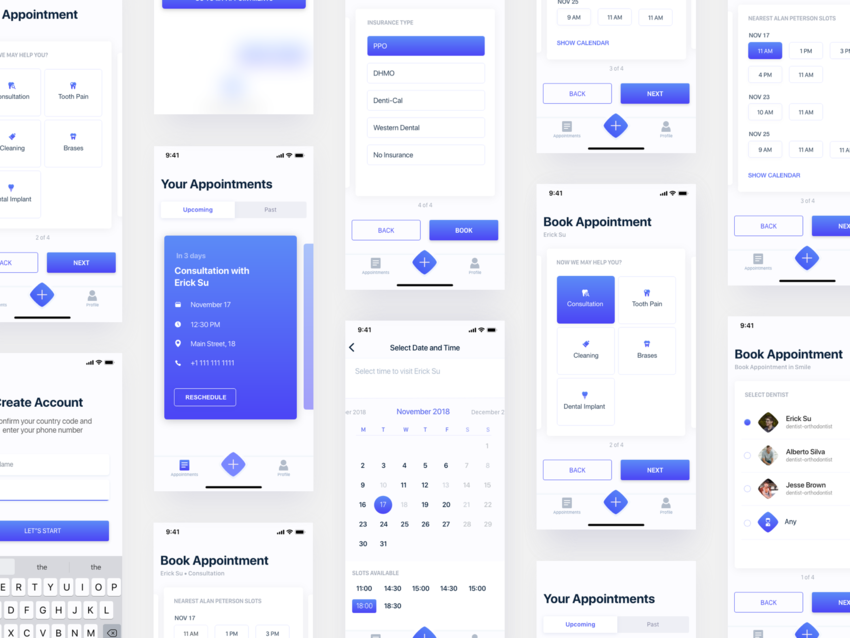 Appointment
WE MAY HELP YOU?
nsultation
Tooth Pain
Cleaning
Brases
ntal Implant
2 of 4
ACK
NEXT
Profile
reate Account
onfirm your country code and
enter your phone number
ame
LET'S START
the
the
E R T Y U I O P
D F G H J K L
X C V B N M
9:41
Your Appointments
Upcoming
Past
In 3 days
Consultation with
Erick Su
November 17
12:30 PM
Main Street, 18
+1 111 111 1111
RESCHEDULE
appointments
Profile
9:41
Book Appointment
Erick Su • Consultation
NEAREST ALAN PETERSON SLOTS
NOV 17
11 AM
1 PM
3 PM
INSURANCE TYPE
PPO
DHMO
Denti-Cal
Western Dental
No Insurance
4 of 4
BACK
BOOK
appointments
Profile
9:41
Select Date and Time
Select time to visit Erick Su
er 2018
November 2018
December 2
M T W T F S S
1
2 3 4 5 6 7 8
9 10 11 12 13 14 15
16 17 18 19 20 21 22
23 24 25 26 27 28 29
30 31
SLOTS AVAILABLE
11:00 14:30 15:00 14:30 15:00
18:00 18:30
NOV 25
9 AM
11 AM
11 AM
SHOW CALENDAR
3 of 4
BACK
NEXT
appointments
Profile
9:41
Book Appointment
Erick Su
NOW WE MAY HELP YOU?
Consultation
Tooth Pain
Cleaning
Brases
Dental Implant
2 of 4
BACK
NEXT
appointments
Profile
Your Appointments
Upcoming
Past
NEAREST ALAN PETERSON SLOTS
NOV 17
11 AM
1 PM
3 P
4 PM
11 AM
NOV 23
10 AM
11 AM
NOV 25
9 AM
11 AM
11 A
SHOW CALENDAR
3 of 4
BACK
NEX
appointments
9:41
Book Appointment
Book Appointment in Smile
SELECT DENTIST
Erick Su
dentist-orthodontist
Alberto Silva
dentist-orthodontist
Jesse Brown
dentist-orthodontist
Any
1 of 4
BACK
NEX